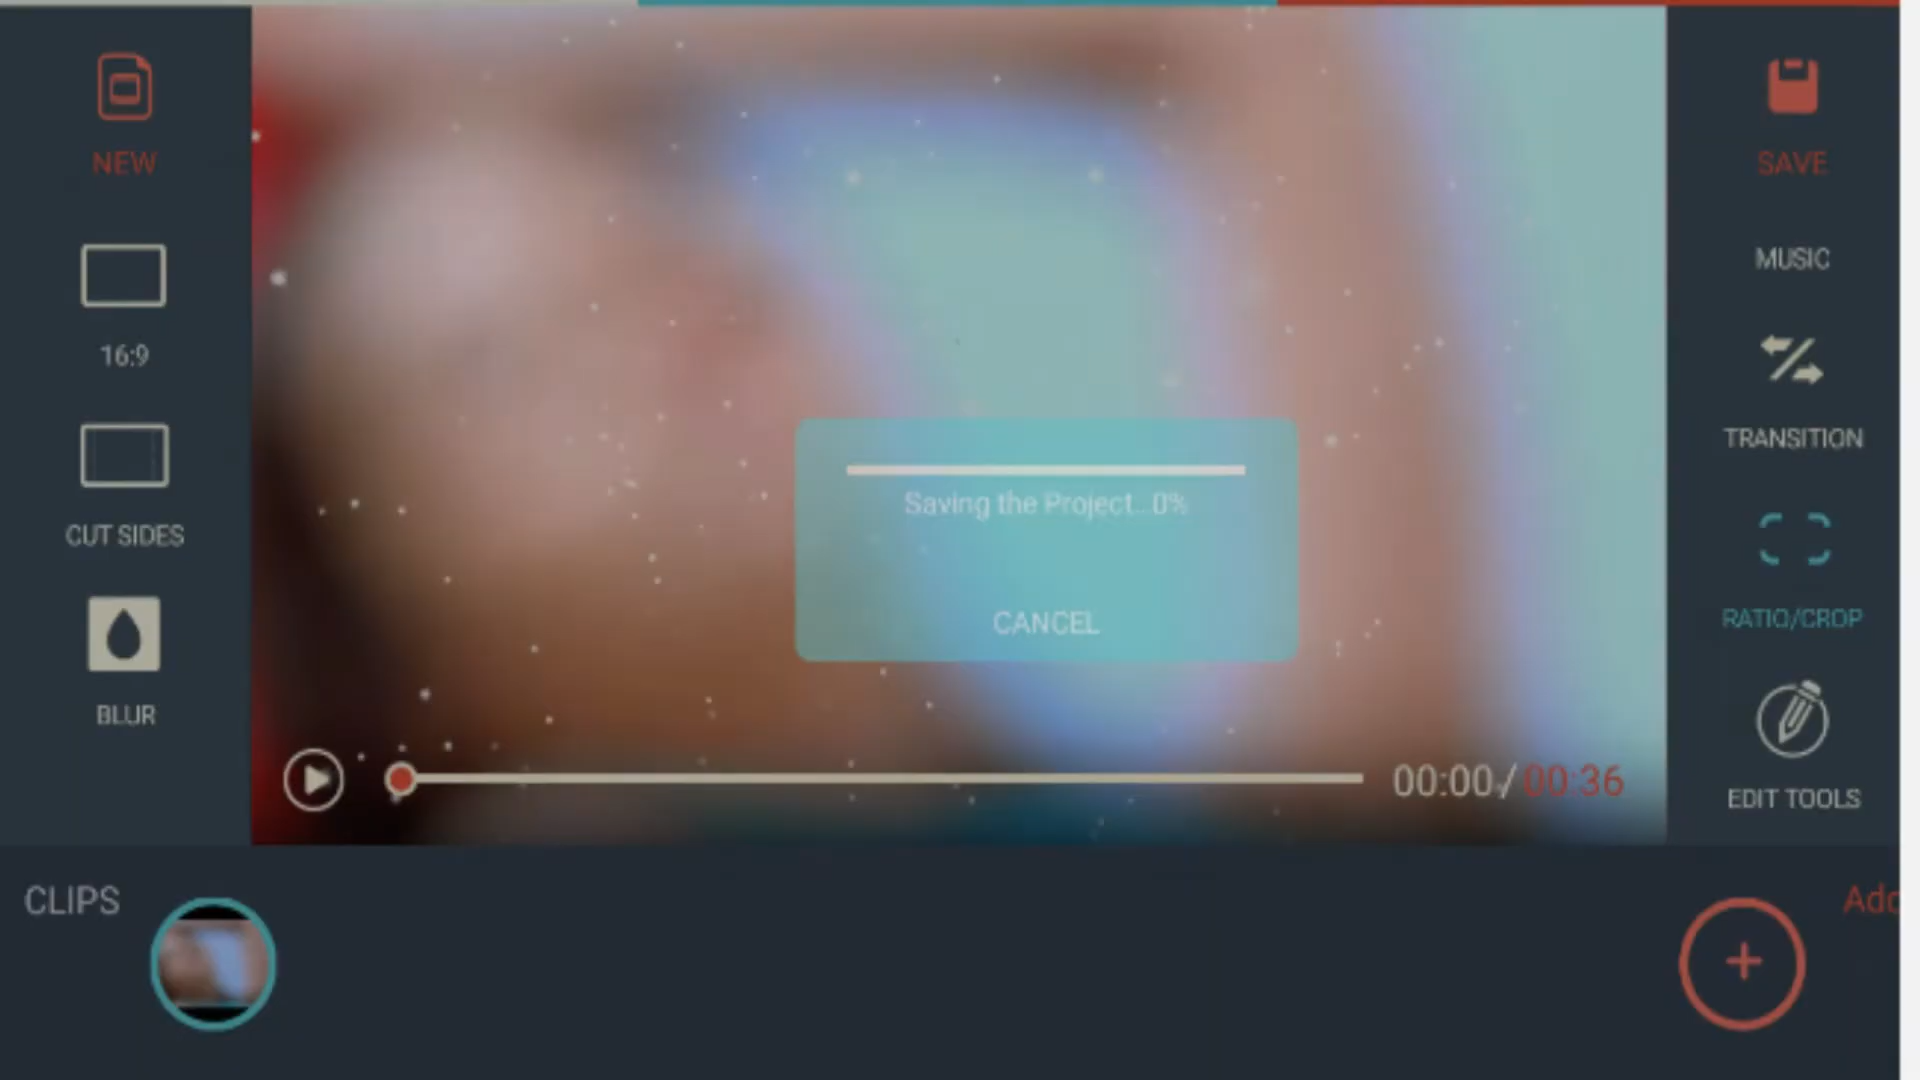 NEW
16:9
CUT SIDES
BLUR
Saving the Project...0%
CANCEL
00:00/00:36
SAVE
MUSIC
TRANSITION
RATIO/CROP
EDIT TOOLS
CLIPS
Add